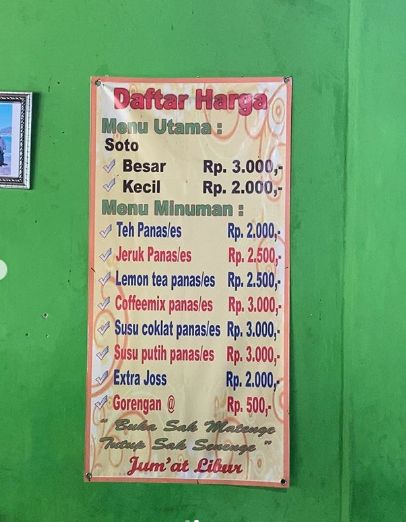 Daftar Harga
Menu Utama :
Soto
Besar Rp. 3.000,-
Kecil Rp. 2.000,-
Menu Minuman :
Teh Panas/es Rp. 2.000,-
Jeruk Panas/es Rp. 2.500,-
Lemon tea panas/es Rp. 2.500,-
Coffeemix panas/es Rp. 3.000,-
Susu coklat panas/es Rp. 3.000,-
Susu putih panas/es Rp. 3.000,-
Extra Joss Rp. 2.000,-
Gorengan @ Rp. 500,-
" Buka Sak Matenge
Tutup Sak Senenge "
Jum'at Libur